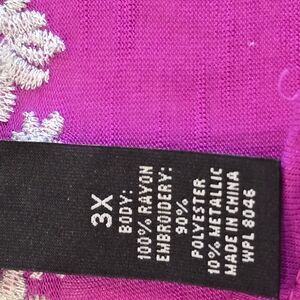 3X
BODY:
100% RAYON
EMBROIDERY:
90%
POLYESTER
10% METALLIC
MADE IN CHINA
WPL 8046